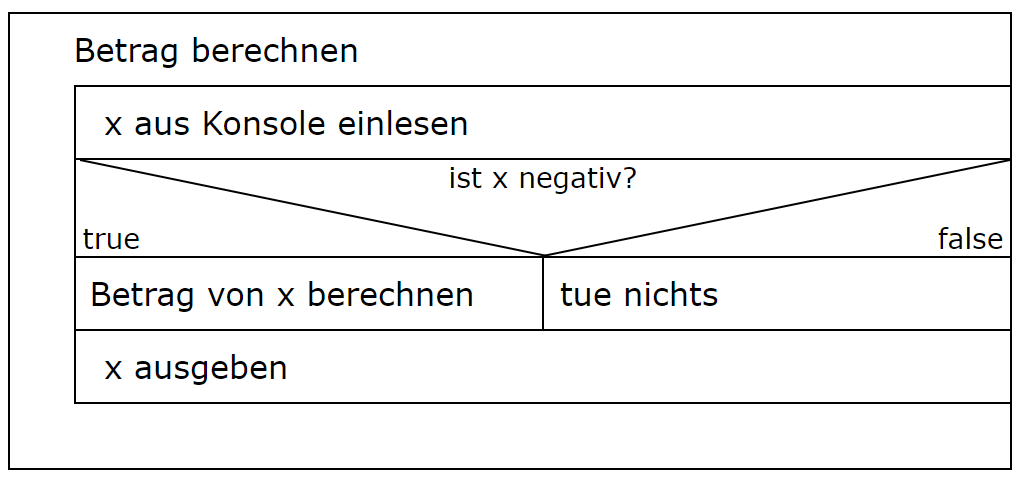 Betrag berechnen
x aus Konsole einlesen
ist x negativ?
true
false
Betrag von x berechnen
tue nichts
x ausgeben